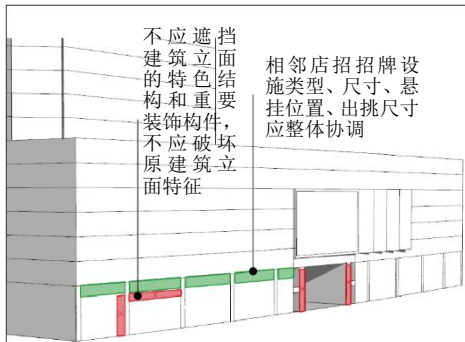 不应遮挡
建筑立面
的特色结
构和重要
装饰构件，
不应破坏
原建筑立
面特征
相邻店招招牌设
施类型、尺寸、悬
挂位置、出挑尺寸
应整体协调